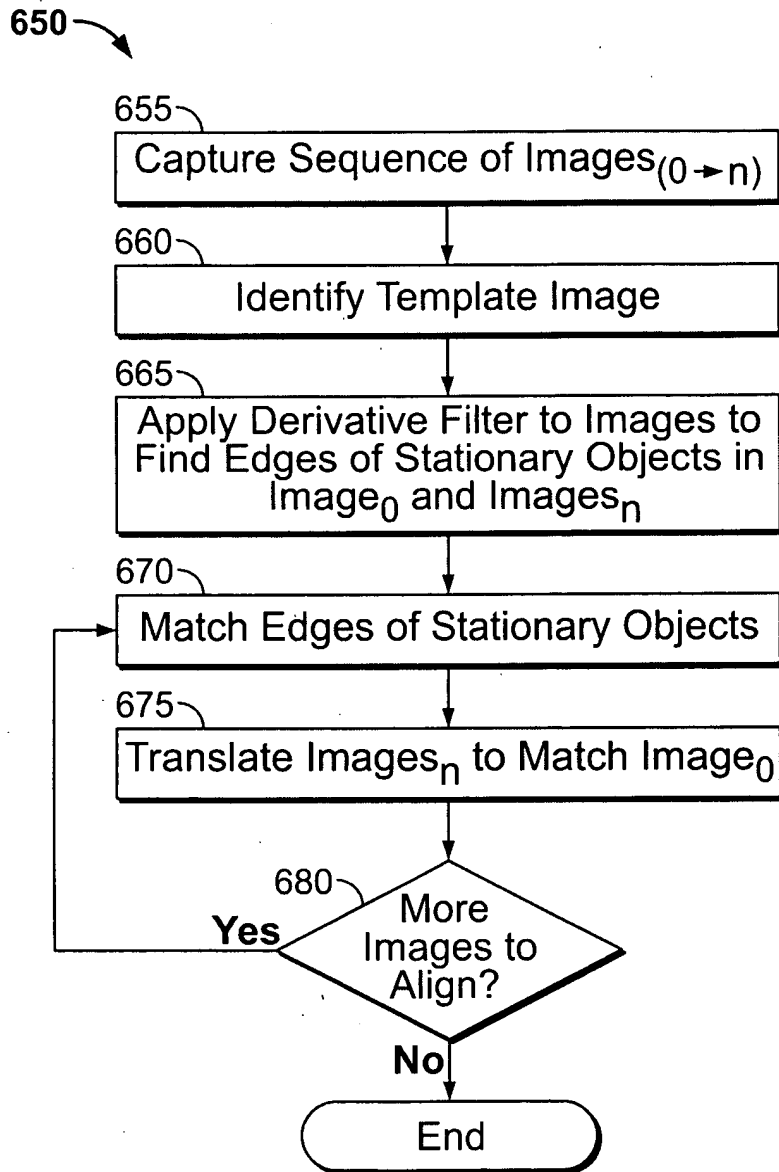 650
655
Capture Sequence of Images(0→n)
660
Identify Template Image
665
Apply Derivative Filter to Images to
Find Edges of Stationary Objects in
Image0 and Imagesn
670
Match Edges of Stationary Objects
675
Translate Imagesn to Match Image0
680
More
Images to
Align?
Yes
No
End